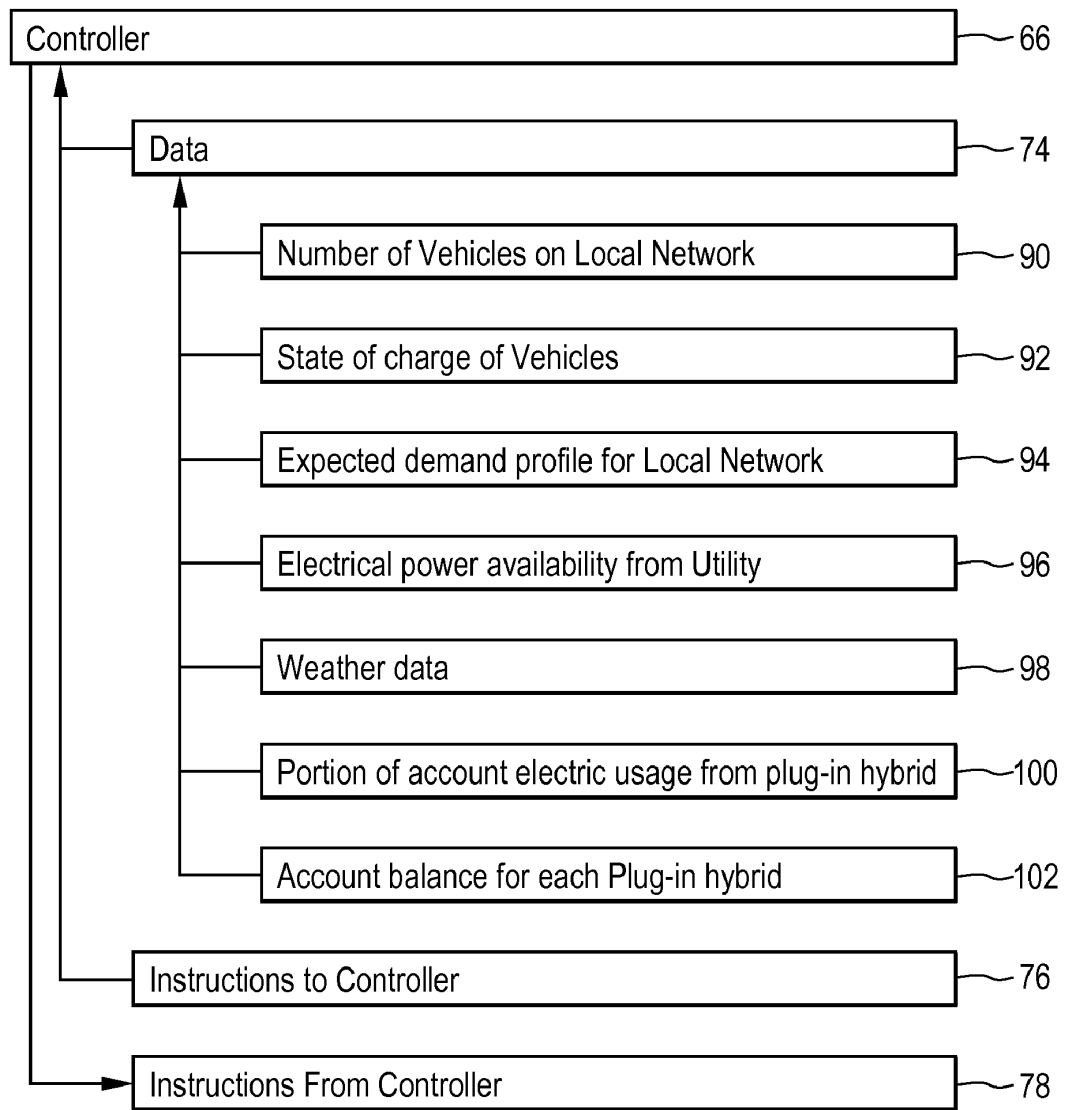 Controller 66
Data 74
Number of Vehicles on Local Network 90
State of charge of Vehicles 92
Expected demand profile for Local Network 94
Electrical power availability from Utility 96
Weather data 98
Portion of account electric usage from plug-in hybrid 100
Account balance for each Plug-in hybrid 102
Instructions to Controller 76
Instructions From Controller 78